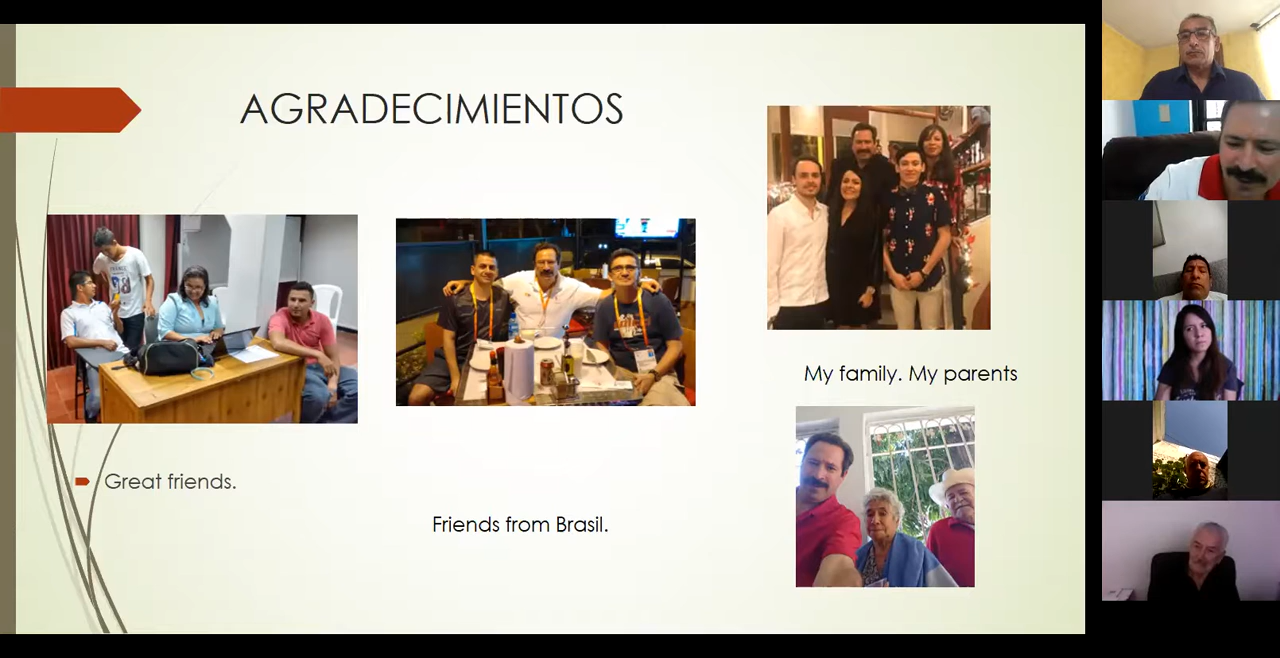 AGRADECIMIENTOS
My family. My parents
Great friends.
Friends from Brasil.